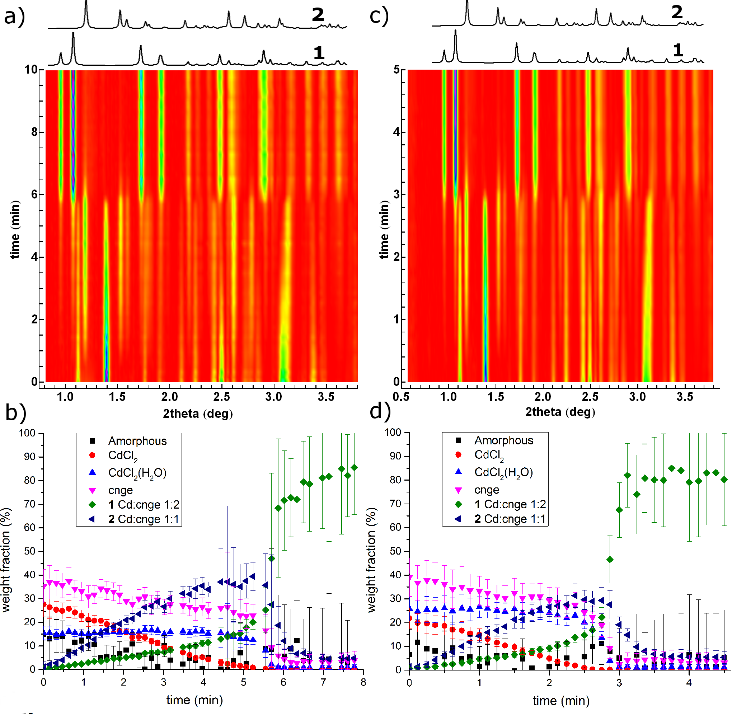 a)
2
1
10
8
6
4
2
0
time (min)
1.0 1.5 2.0 2.5 3.0 3.5
2theta (deg)
c)
2
1
5
4
3
2
1
0
time (min)
0.5 1.0 1.5 2.0 2.5 3.0 3.5
2theta (deg)
b)
100
90
80
70
60
50
40
30
20
10
0
weight fraction (%)
Amorphous
CdCl2
CdCl2(H2O)
cnge
1 Cd:cnge 1:2
2 Cd:cnge 1:1
0 1 2 3 4 5 6 7 8
time (min)
d)
100
90
80
70
60
50
40
30
20
10
0
weight fraction (%)
Amorphous
CdCl2
CdCl2(H2O)
cnge
1 Cd:cnge 1:2
2 Cd:cnge 1:1
0 1 2 3 4
time (min)